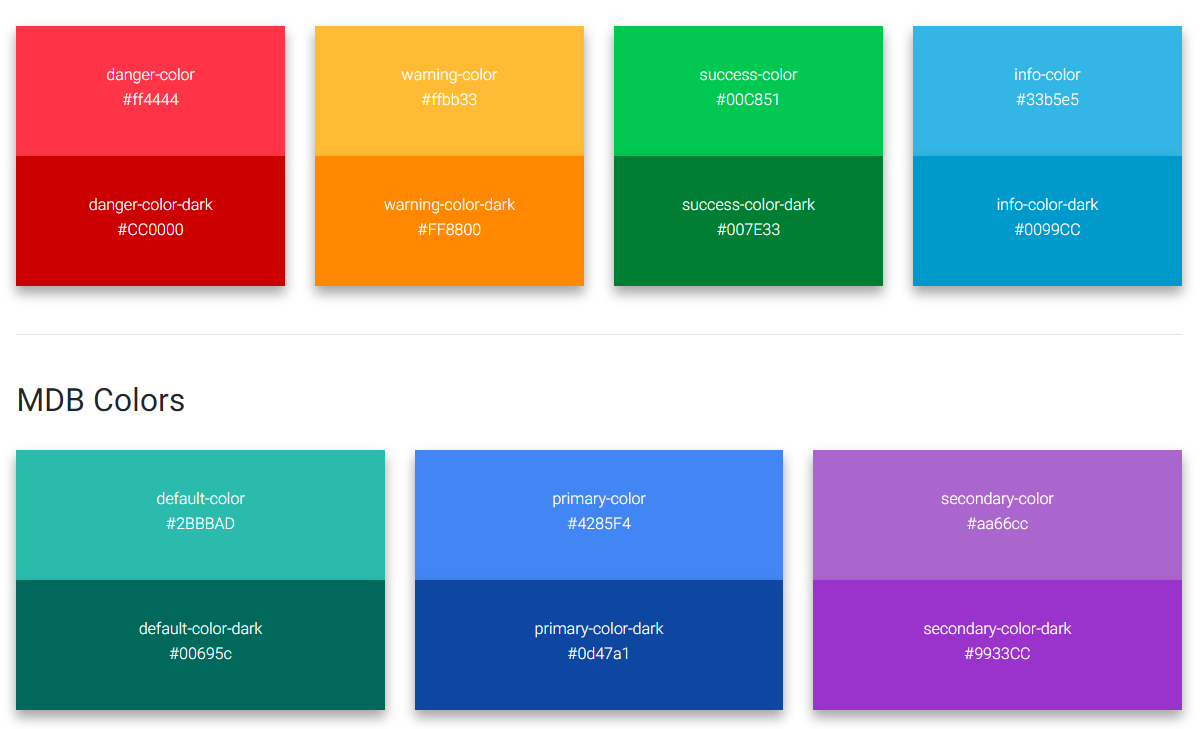 danger-color
#ff4444
danger-color-dark
#CC0000
warning-color
#ffbb33
warning-color-dark
#FF8800
success-color
#00C851
success-color-dark
#007E33
info-color
#33b5e5
info-color-dark
#0099CC
MDB Colors
default-color
#2BBBAD
default-color-dark
#00695c
primary-color
#4285F4
primary-color-dark
#0d47a1
secondary-color
#aa66cc
secondary-color-dark
#9933CC